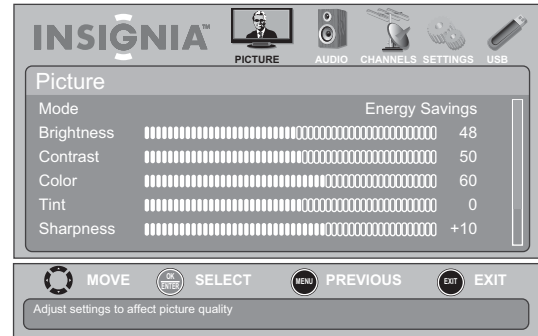 INSIGNIA™
PICTURE AUDIO CHANNELS SETTINGS USB
Picture
Mode Energy Savings
Brightness 48
Contrast 50
Color 60
Tint 0
Sharpness +10
MOVE OK ENTER SELECT MENU PREVIOUS EXIT EXIT
Adjust settings to affect picture quality